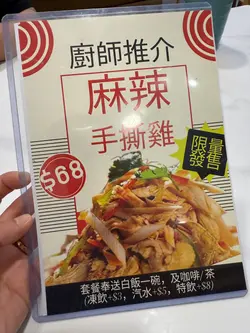 廚師推介
麻辣
手撕雞
限量
發售
$68
套餐奉送白飯一碗，及咖啡/茶
(凍飲+$3，汽水+$5，特飲+$8)